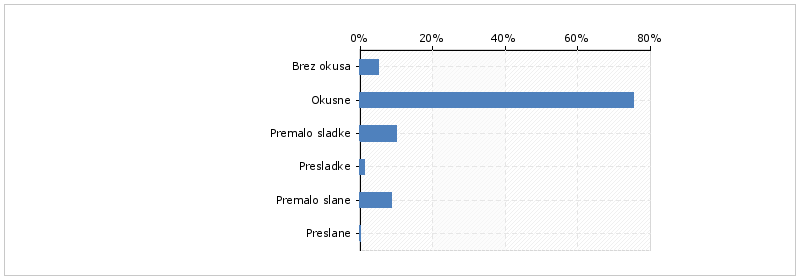 0% 20% 40% 60% 80%
Brez okusa
Okusne
Premalo sladke
Presladke
Premalo slane
Preslane